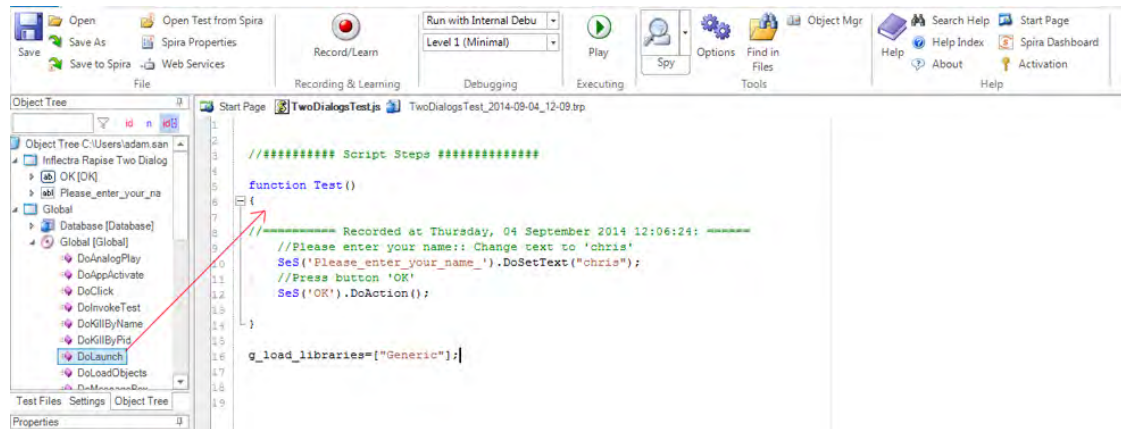 Save
Open
Save As
Save to Spira
Open Test from Spira
Spira Properties
Web Services
File
Record/Learn
Recording & Learning
Run with Internal Debu
Level 1 (Minimal)
Debugging
Play
Executing
Spy
Options
Find in
Files
Object Mgr
Tools
Help
Search Help
Help Index
About
Start Page
Spira Dashboard
Activation
Help
Object Tree
id n id
Object Tree C:\Users\adam.san
Inflectra Rapise Two Dialog
OK [OK]
Please_enter_your_na
Global
Database [Database]
Global [Global]
DoAnalogPlay
DoAppActivate
DoClick
DoInvokeTest
DoKillByName
DoKillByPid
DoLaunch
DoLoadObjects
DoMessageBox
Test Files Settings Object Tree
Properties
Start Page TwoDialogsTest.js TwoDialogsTest_2014-09-04_12-09.trp
1
2
3 //########## Script Steps ##############
4
5 function Test()
6 {
7
8 //========== Recorded at Thursday, 04 September 2014 12:06:24: ======
9 //Please enter your name:: Change text to 'chris'
10 SeS('Please_enter_your_name_').DoSetText("chris");
11 //Press button 'OK'
12 SeS('OK').DoAction();
13
14 }
15
16 g_load_libraries=["Generic"];
17
18
19